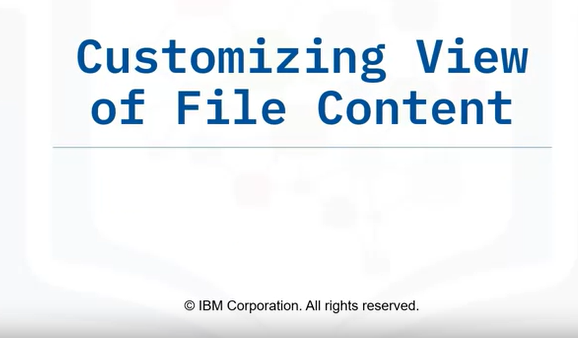 Customizing View
of File Content
© IBM Corporation. All rights reserved.